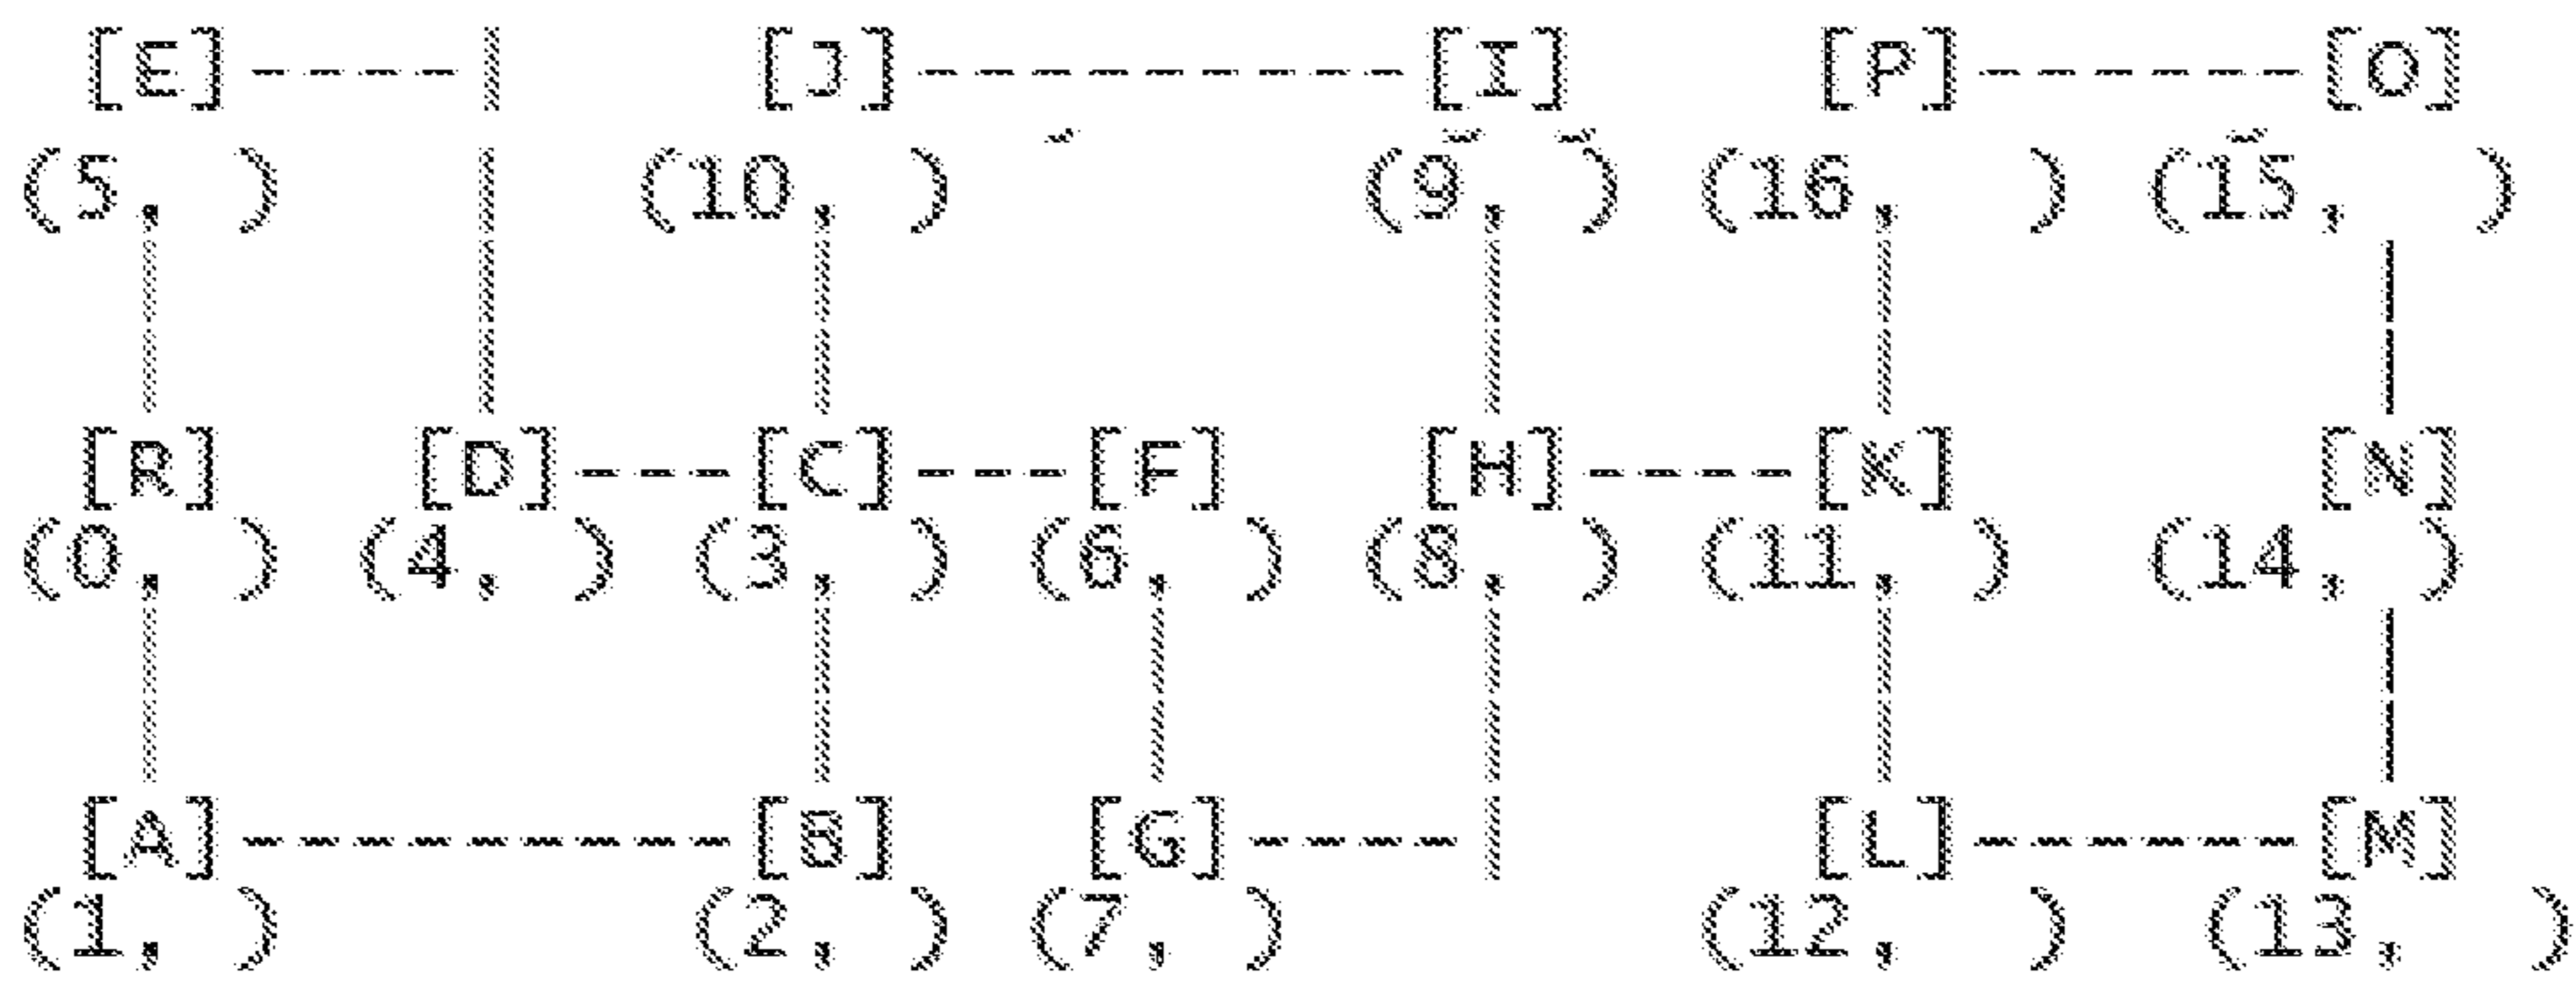 [E]----| [J]---------[I] [P]------[O]
(5, ) | (10, ) (9, ) (16, ) (15, )
| | | | | |
| | | | | |
[R] [D]---[C]---[F] [H]----[K] [N]
(0, ) (4, ) (3, ) (6, ) (8, ) (11, ) (14, )
| | | | | |
| | | | | |
[A]---------[B] [G]----| [L]------[M]
(1, ) (2, ) (7, ) (12, ) (13, )